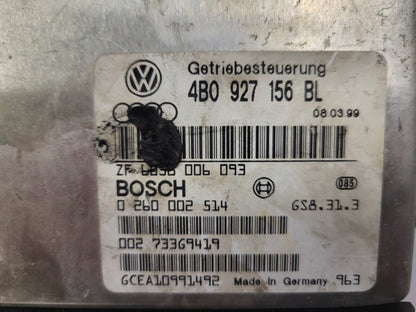 Getriebesteuerung
4B0 927 156 BL
08.03.99
ZF 006 093
BOSCH
0 260 002 514
085
GS8.31.3
002 73369419
GCEA10991492 Made in Germany 963